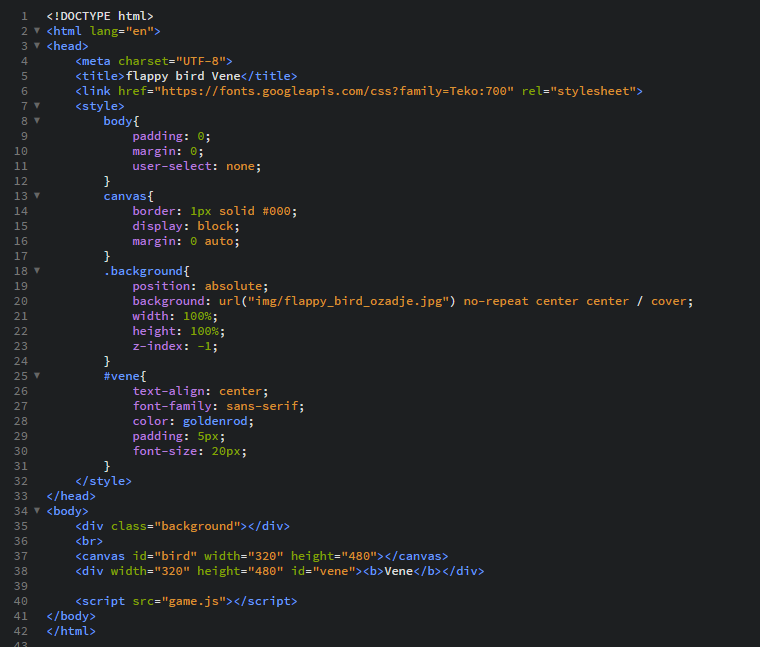 1 <!DOCTYPE html>
2 <html lang="en">
3 <head>
4     <meta charset="UTF-8">
5     <title>flappy bird Vene</title>
6     <link href="https://fonts.googleapis.com/css?family=Teko:700" rel="stylesheet">
7     <style>
8         body{
9             padding: 0;
10             margin: 0;
11             user-select: none;
12         }
13         canvas{
14             border: 1px solid #000;
15             display: block;
16             margin: 0 auto;
17         }
18         .background{
19             position: absolute;
20             background: url("img/flappy_bird_ozadje.jpg") no-repeat center center / cover;
21             width: 100%;
22             height: 100%;
23             z-index: -1;
24         }
25         #vene{
26             text-align: center;
27             font-family: sans-serif;
28             color: goldenrod;
29             padding: 5px;
30             font-size: 20px;
31         }
32     </style>
33 </head>
34 <body>
35     <div class="background"></div>
36     <br>
37     <canvas id="bird" width="320" height="480"></canvas>
38     <div width="320" height="480" id="vene"><b>Vene</b></div>
39
40     <script src="game.js"></script>
41 </body>
42 </html>
43